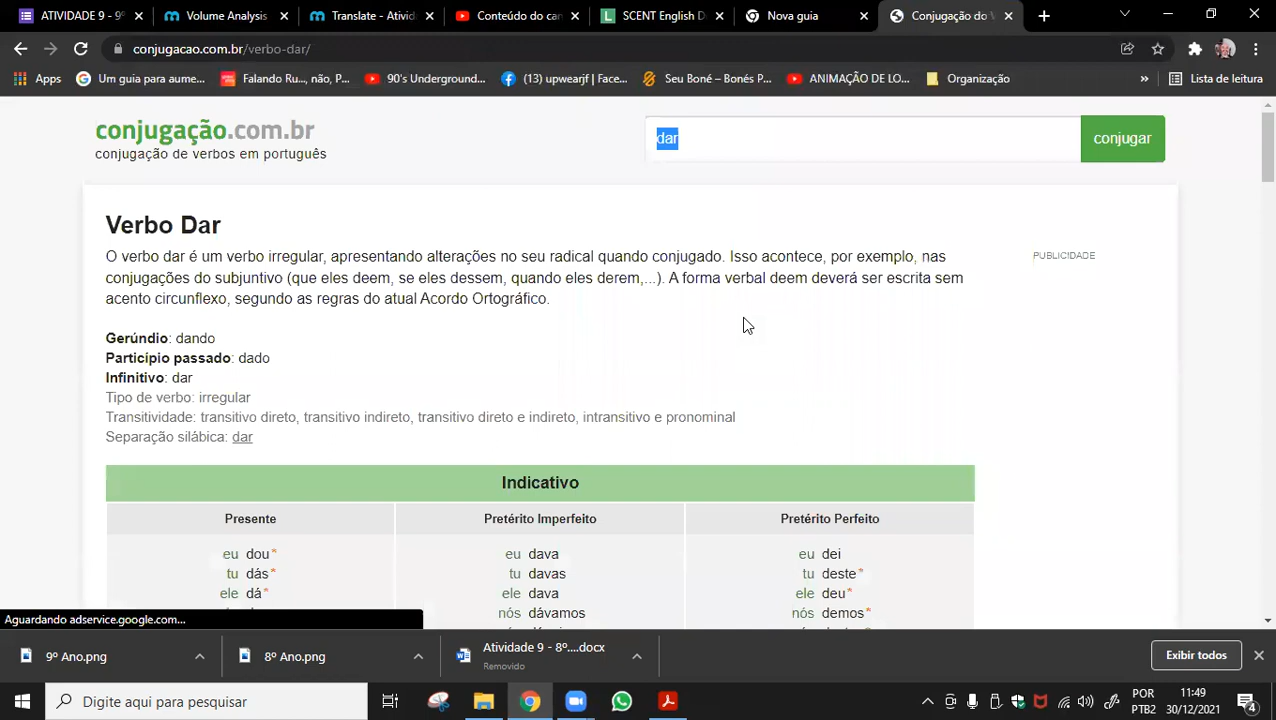 ATIVIDADE 9 - 9º
Volume Analysis
Translate - Ativid
Conteúdo do can
SCENT English D
Nova guia
Conjugação do V
conjugacao.com.br/verbo-dar/
Apps
Um guia para aume...
Falando Ru..., não, P...
90's Underground...
(13) upwearjf | Face...
Seu Boné – Bonés P...
ANIMAÇÃO DE LO...
Organização
»
Lista de leitura
conjugação.com.br
conjugação de verbos em português
dar
conjugar
Verbo Dar
O verbo dar é um verbo irregular, apresentando alterações no seu radical quando conjugado. Isso acontece, por exemplo, nas
conjugações do subjuntivo (que eles deem, se eles dessem, quando eles derem,...). A forma verbal deem deverá ser escrita sem
acento circunflexo, segundo as regras do atual Acordo Ortográfico.
PUBLICIDADE
Gerúndio: dando
Particípio passado: dado
Infinitivo: dar
Tipo de verbo: irregular
Transitividade: transitivo direto, transitivo indireto, transitivo direto e indireto, intransitivo e pronominal
Separação silábica: dar
Indicativo
Presente
eu dou*
tu dás*
ele dá*
Pretérito Imperfeito
eu dava
tu davas
ele dava
nós dávamos
Pretérito Perfeito
eu dei
tu deste*
ele deu*
nós demos*
Aguardando adservice.google.com...
9º Ano.png
8º Ano.png
Atividade 9 - 8º....docx
Removido
Exibir todos
Digite aqui para pesquisar
POR
PTB2
11:49
30/12/2021
4